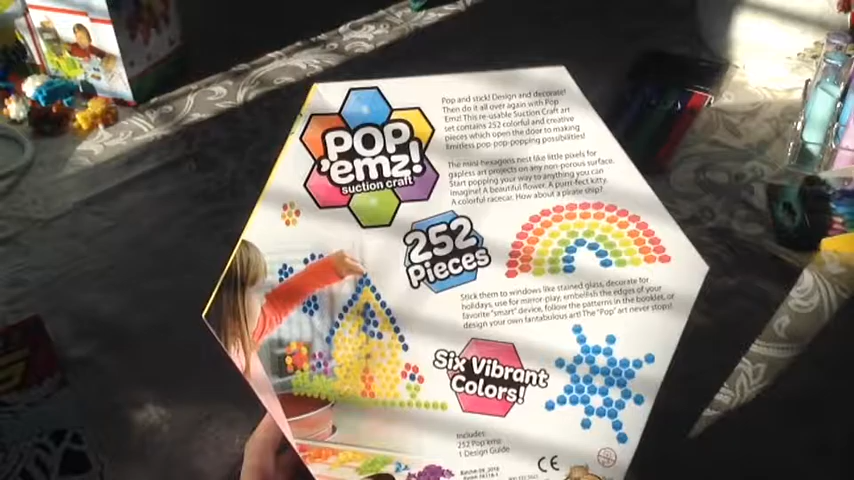 POP
'emz!
suction craft
Pop and stick! Design and decorate!
Then do it all over again with Pop
Emz! This re-usable Suction Craft art
set contains 252 colorful and creative
pieces which open the door to making
limitless pop-pop-popping possibilities!
The mini-hexagons nest like little pixels for
gapless art projects on any non-porous surface.
Start popping your way to anything you can
imagine! A beautiful flower. A purrr-fect kitty.
A colorful racecar. How about a pirate ship?
252
Pieces
Stick them to windows like stained glass, decorate for
holidays, use for mirror-play, embellish the edges of your
favorite "smart" device, follow the patterns in the booklet, or
design your own fantabulous art! The "Pop" art never stops!
Six Vibrant
Colors!
Includes:
252 Pop'emz
1 Design Guide
CE